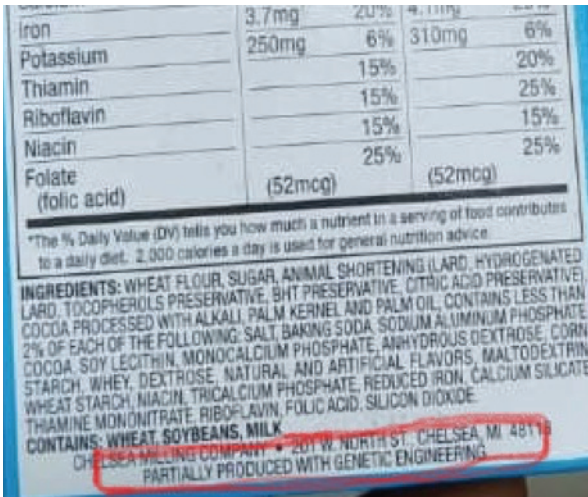 Iron 3.7mg 20% 4.1mg
Potassium 250mg 6% 310mg 6%
Thiamin 15% 20%
Riboflavin 15% 25%
Niacin 15% 15%
Folate 25% 25%
(folic acid) (52mcg) (52mcg)
*The % Daily Value (DV) tells you how much a nutrient in a serving of food contributes
to a daily diet. 2,000 calories a day is used for general nutrition advice.
INGREDIENTS: WHEAT FLOUR, SUGAR, ANIMAL SHORTENING (LARD, HYDROGENATED
LARD, TOCOPHEROLS PRESERVATIVE, BHT PRESERVATIVE, CITRIC ACID PRESERVATIVE)
COCOA PROCESSED WITH ALKALI, PALM KERNEL AND PALM OIL, CONTAINS LESS THAN
2% OF EACH OF THE FOLLOWING: SALT, BAKING SODA, SODIUM ALUMINUM PHOSPHATE,
COCOA, SOY LECITHIN, MONOCALCIUM PHOSPHATE, ANHYDROUS DEXTROSE, CORN
STARCH, WHEY, DEXTROSE, NATURAL AND ARTIFICIAL FLAVORS, MALTODEXTRIN,
WHEAT STARCH, NIACIN, TRICALCIUM PHOSPHATE, REDUCED IRON, CALCIUM SILICATE,
THIAMINE MONONITRATE, RIBOFLAVIN, FOLIC ACID, SILICON DIOXIDE.
CONTAINS: WHEAT, SOYBEANS, MILK
CHELSEA MILLING COMPANY • 201 W. NORTH ST. CHELSEA, MI 48118
PARTIALLY PRODUCED WITH GENETIC ENGINEERING